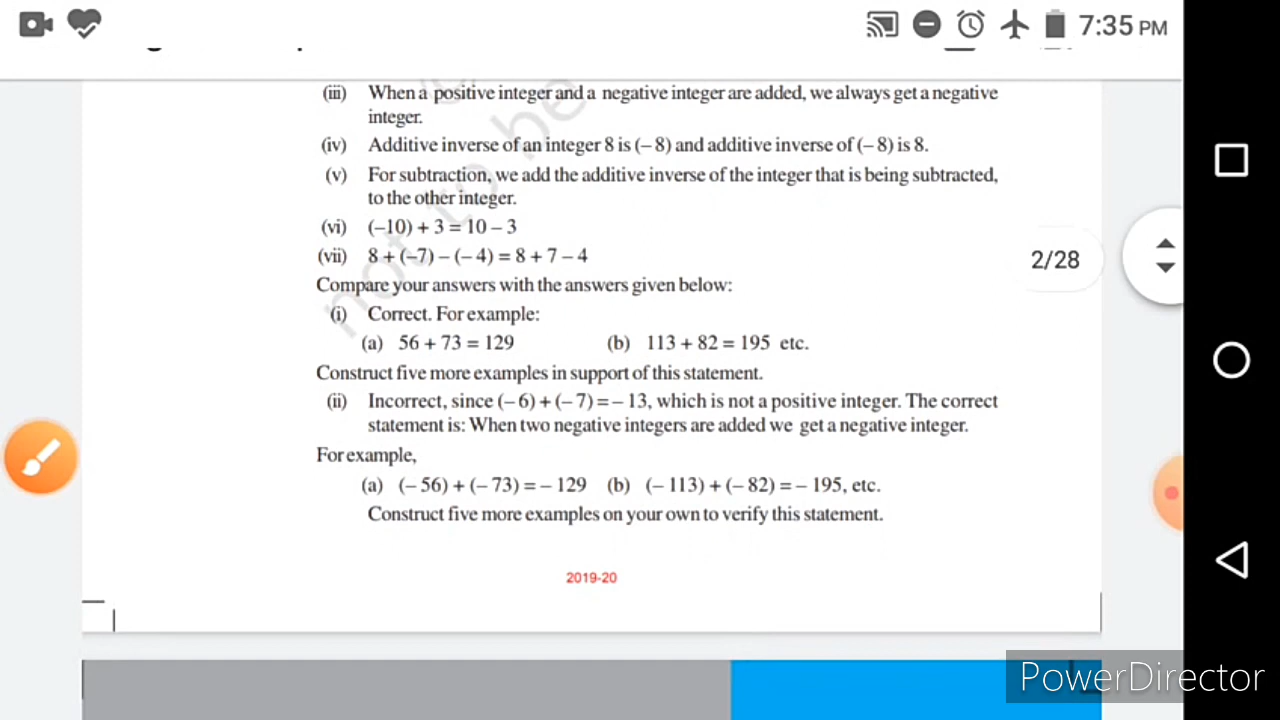 7:35 PM
(iii) When a positive integer and a negative integer are added, we always get a negative
integer.
(iv) Additive inverse of an integer 8 is (– 8) and additive inverse of (– 8) is 8.
(v) For subtraction, we add the additive inverse of the integer that is being subtracted,
to the other integer.
(vi) (–10) + 3 = 10 – 3
(vii) 8 + (–7) – (– 4) = 8 + 7 – 4
2/28
Compare your answers with the answers given below:
(i) Correct. For example:
(a) 56 + 73 = 129 (b) 113 + 82 = 195 etc.
Construct five more examples in support of this statement.
(ii) Incorrect, since (– 6) + (– 7) = – 13, which is not a positive integer. The correct
statement is: When two negative integers are added we get a negative integer.
For example,
(a) (– 56) + (– 73) = – 129 (b) (– 113) + (– 82) = – 195, etc.
Construct five more examples on your own to verify this statement.
not to be
2019-20
PowerDirector